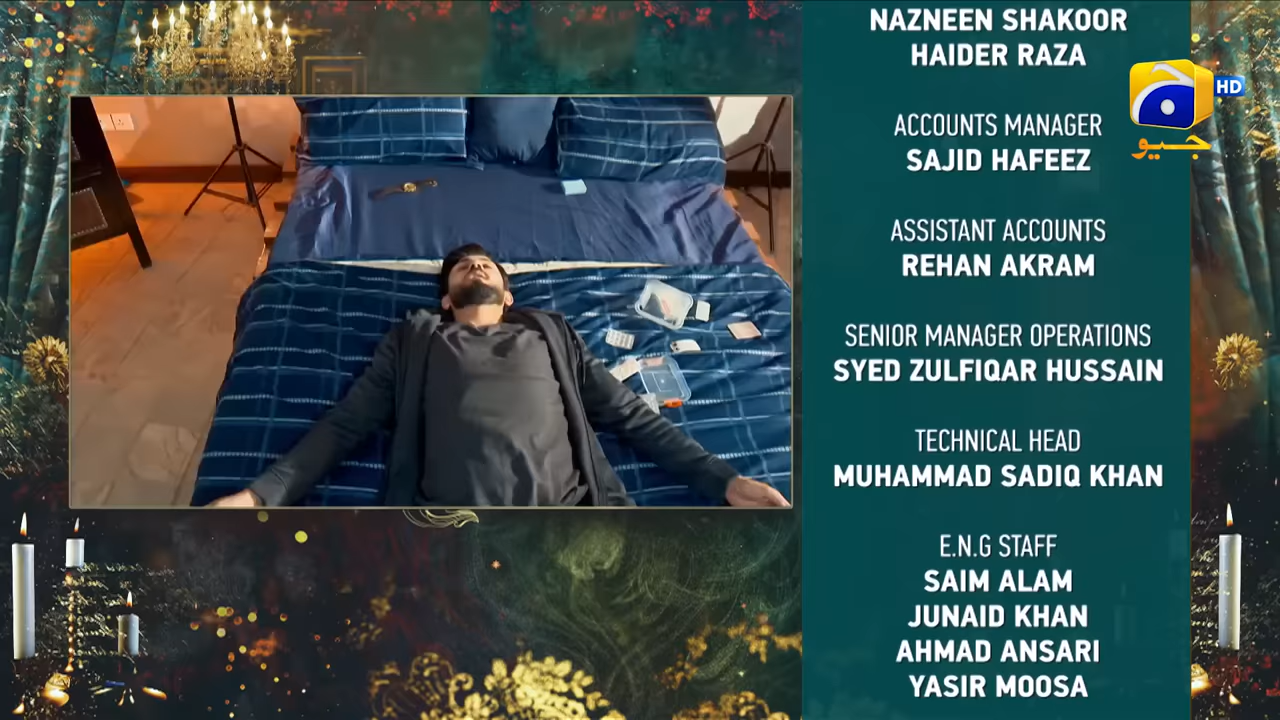 NAZNEEN SHAKOOR
HAIDER RAZA
HD
جیو
ACCOUNTS MANAGER
SAJID HAFEEZ
ASSISTANT ACCOUNTS
REHAN AKRAM
SENIOR MANAGER OPERATIONS
SYED ZULFIQAR HUSSAIN
TECHNICAL HEAD
MUHAMMAD SADIQ KHAN
E.N.G STAFF
SAIM ALAM
JUNAID KHAN
AHMAD ANSARI
YASIR MOOSA